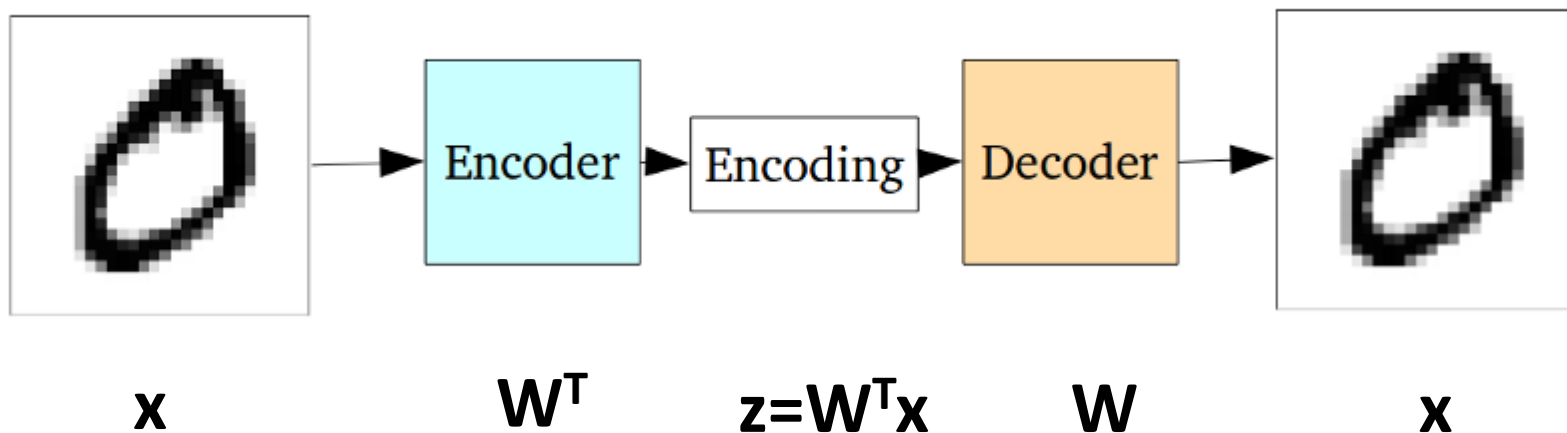 Encoder Encoding Decoder
x Wᵀ z=Wᵀx W x